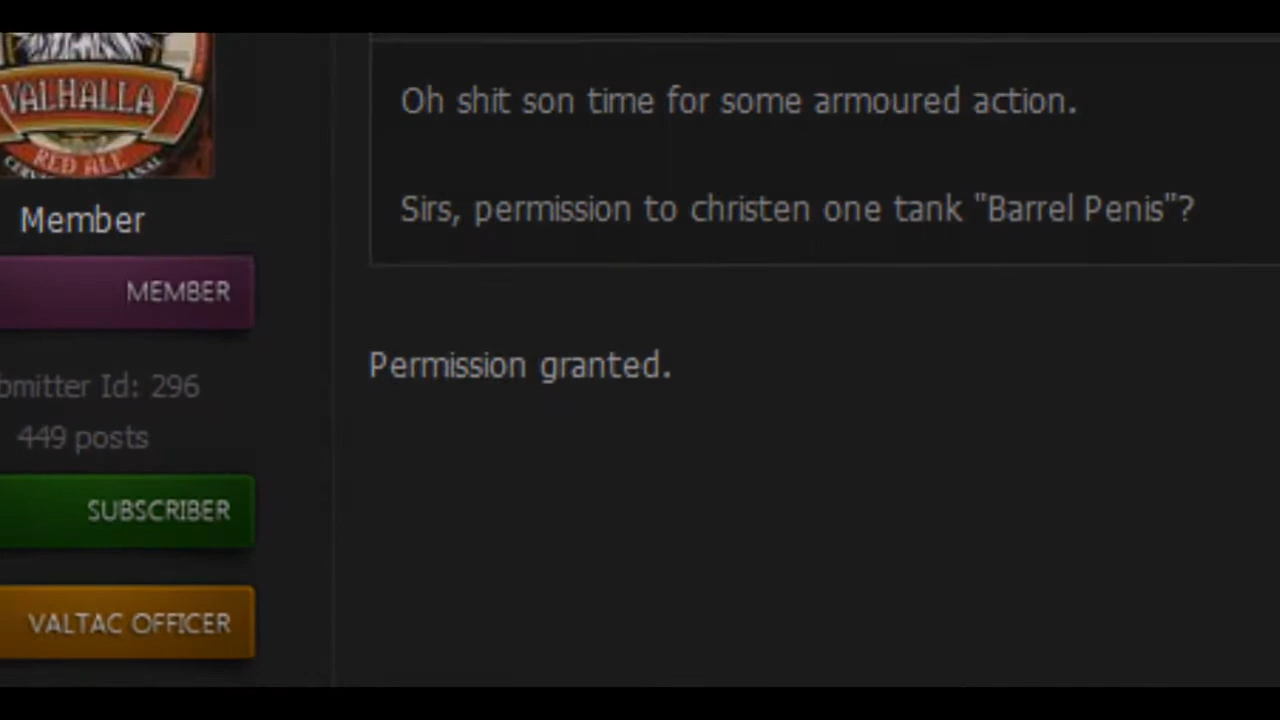 VALHALLA
RED ALE
Member
MEMBER
bmitter Id: 296
449 posts
SUBSCRIBER
VALTAC OFFICER
Oh shit son time for some armoured action.
Sirs, permission to christen one tank "Barrel Penis"?
Permission granted.